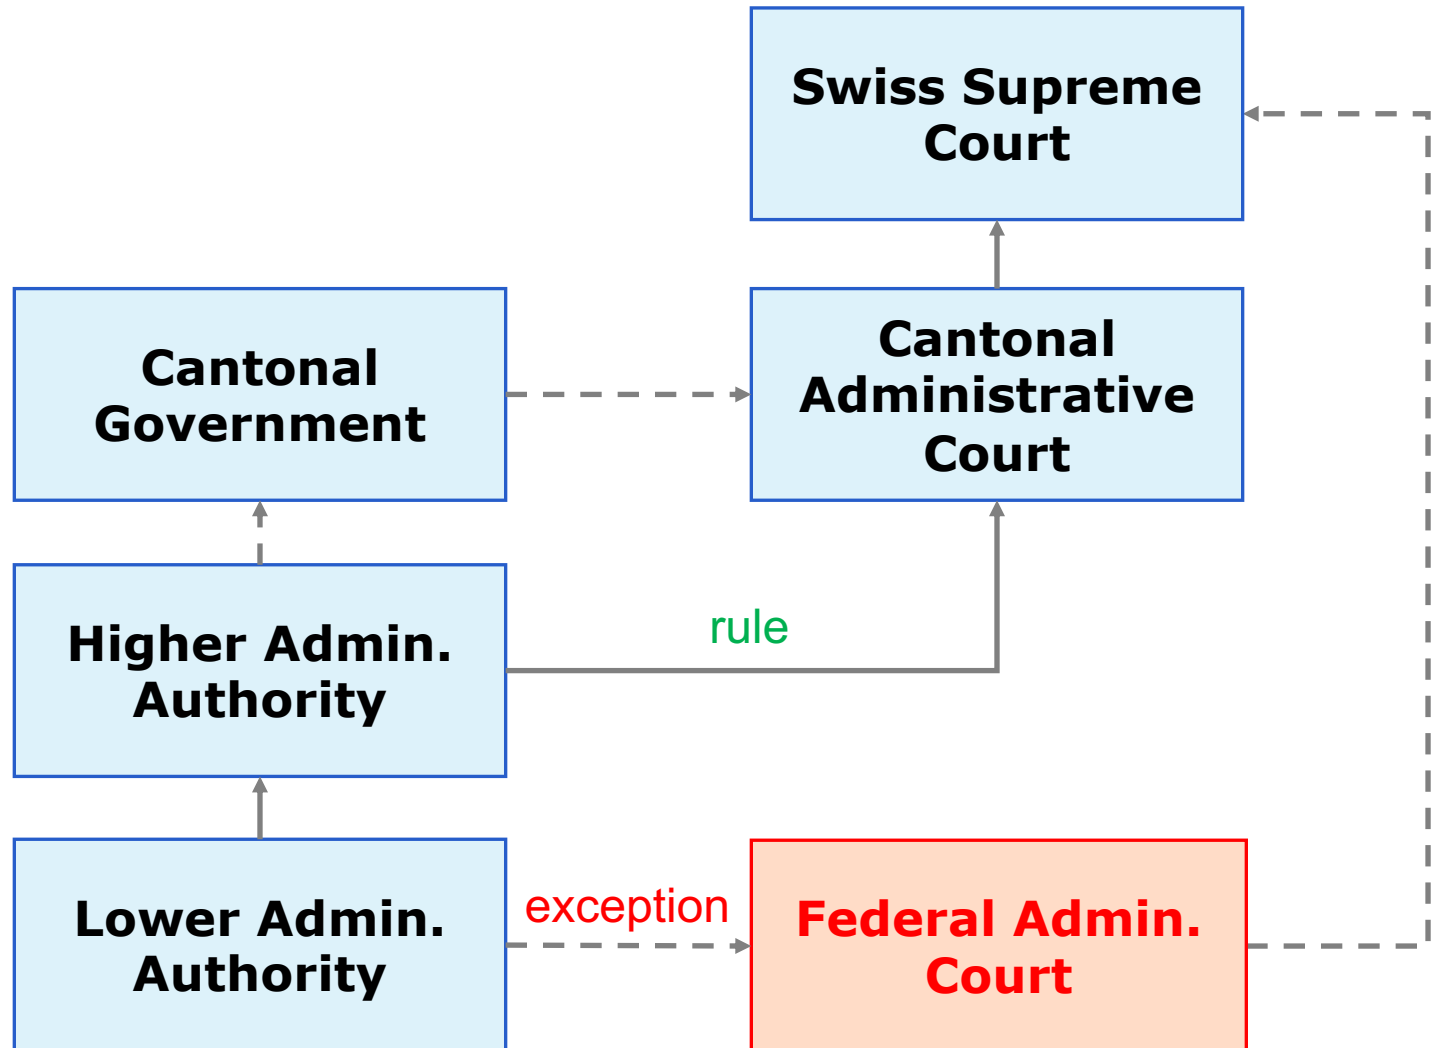 Swiss Supreme
Court
Cantonal
Government
Cantonal
Administrative
Court
Higher Admin.
Authority
rule
Lower Admin.
Authority
exception
Federal Admin.
Court